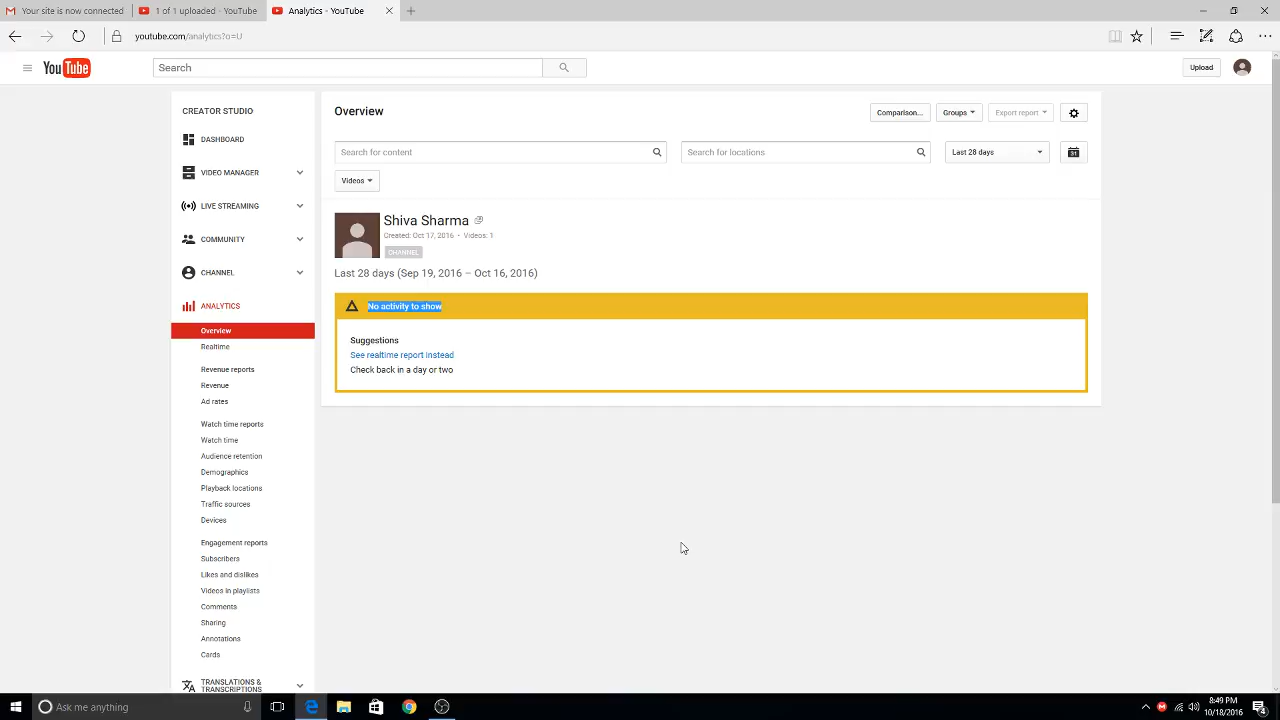 Your site is now connected
1 of 1 uploaded - YouTube
Analytics - YouTube
youtube.com/analytics?o=U
YouTube
Search
Upload
CREATOR STUDIO
DASHBOARD
VIDEO MANAGER
LIVE STREAMING
COMMUNITY
CHANNEL
ANALYTICS
Overview
Realtime
Revenue reports
Revenue
Ad rates
Watch time reports
Watch time
Audience retention
Demographics
Playback locations
Traffic sources
Devices
Engagement reports
Subscribers
Likes and dislikes
Videos in playlists
Comments
Sharing
Annotations
Cards
TRANSLATIONS &
TRANSCRIPTIONS
Overview
Comparison...
Groups
Export report
Search for content
Search for locations
Last 28 days
31
Videos
Shiva Sharma
Created: Oct 17, 2016 • Videos: 1
CHANNEL
Last 28 days (Sep 19, 2016 – Oct 16, 2016)
No activity to show
Suggestions
See realtime report instead
Check back in a day or two
Ask me anything
8:49 PM
10/18/2016